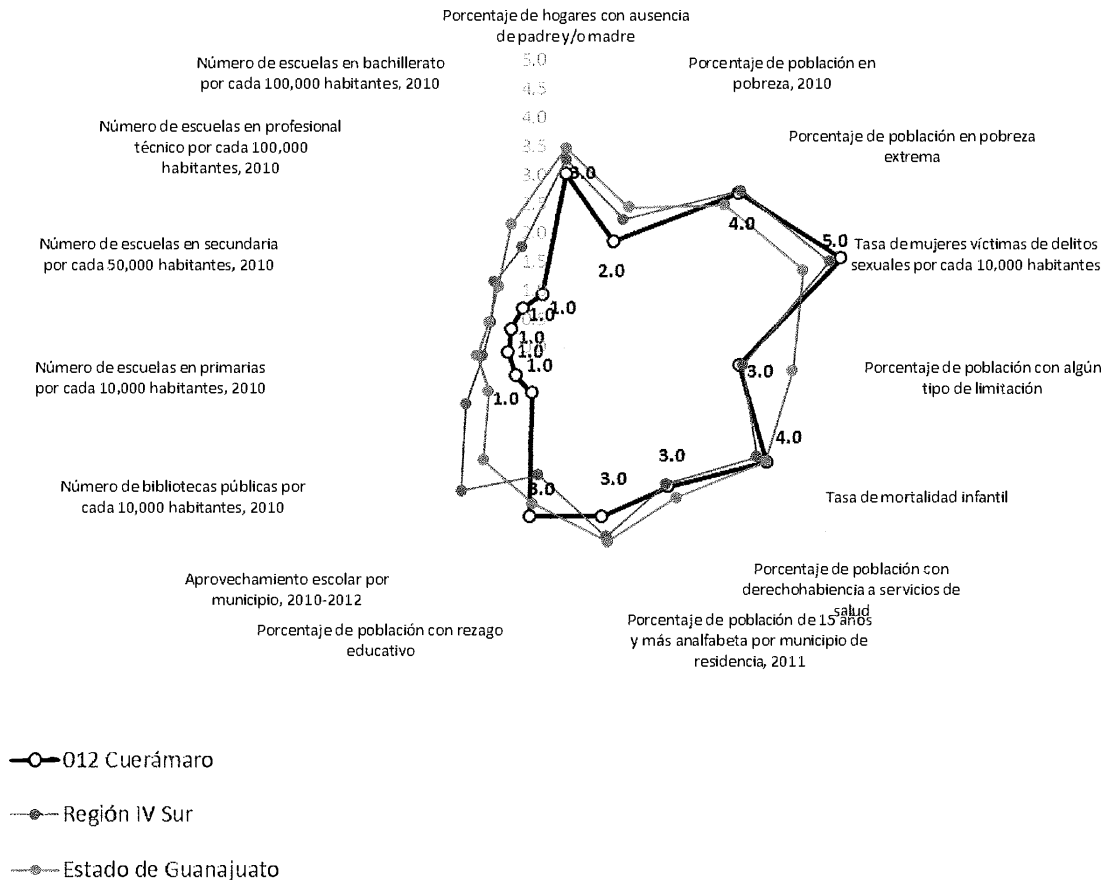 Porcentaje de hogares con ausencia
de padre y/o madre
Número de escuelas en bachillerato
por cada 100,000 habitantes, 2010
5.0
4.5
4.0
3.5
3.0
1.5
Porcentaje de población en
pobreza, 2010
Número de escuelas en profesional
técnico por cada 100,000
habitantes, 2010
Porcentaje de población en pobreza
extrema
3.0
4.0
5.0
2.0
Tasa de mujeres víctimas de delitos
sexuales por cada 10,000 habitantes
Número de escuelas en secundaria
por cada 50,000 habitantes, 2010
1.0
1.0
1.0
1.0
1.0
1.0
3.0
Número de escuelas en primarias
por cada 10,000 habitantes, 2010
Porcentaje de población con algún
tipo de limitación
4.0
3.0
3.0
3.0
Número de bibliotecas públicas por
cada 10,000 habitantes, 2010
Tasa de mortalidad infantil
Aprovechamiento escolar por
municipio, 2010-2012
Porcentaje de población con
derechohabiencia a servicios de
salud
Porcentaje de población con rezago
educativo
Porcentaje de población de 15 años
y más analfabeta por municipio de
residencia, 2011
012 Cuerámaro
Región IV Sur
Estado de Guanajuato